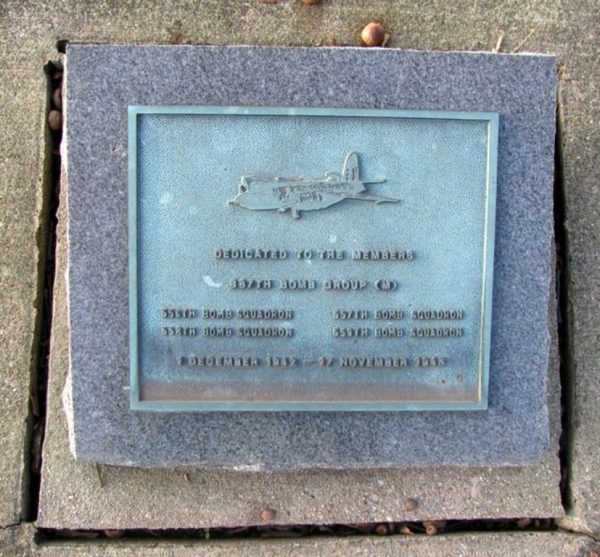 DEDICATED TO THE MEMBERS
387TH BOMB GROUP (M)
556TH BOMB SQUADRON 557TH BOMB SQUADRON
558TH BOMB SQUADRON 559TH BOMB SQUADRON
1 DECEMBER 1942 – 17 NOVEMBER 1945